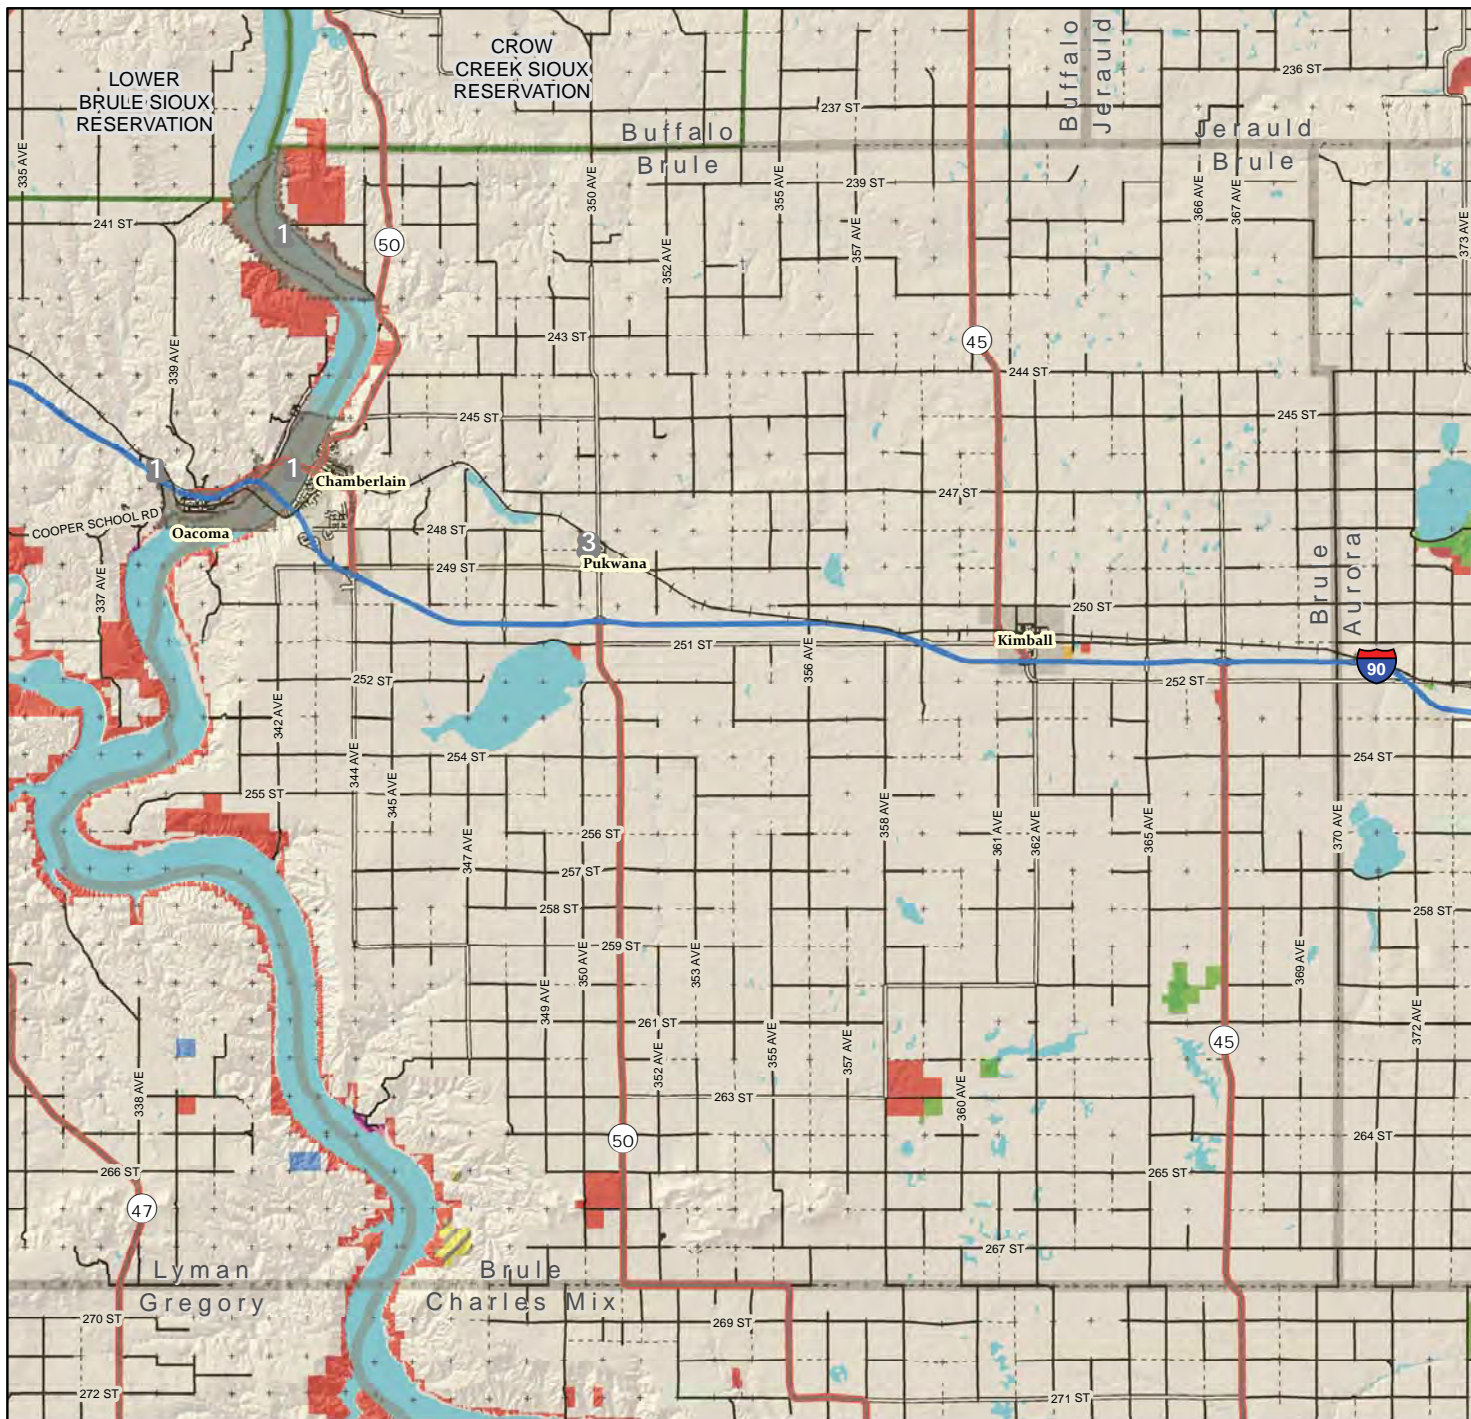 CROW
CREEK SIOUX
RESERVATION
LOWER
BRULE SIOUX
RESERVATION
Buffalo
Jerauld
236 ST
237 ST
Buffalo
Brule
Jerauld
Brule
335 AVE
350 AVE
355 AVE
239 ST
366 AVE
367 AVE
241 ST
1
50
352 AVE
357 AVE
373 AVE
243 ST
45
339 AVE
244 ST
245 ST
245 ST
1
1
Chamberlain
247 ST
COOPER SCHOOL RD
Oacoma
248 ST
3
Pukwana
249 ST
337 AVE
Brule
Aurora
250 ST
251 ST
Kimball
356 AVE
90
252 ST
252 ST
342 AVE
344 AVE
254 ST
254 ST
255 ST
345 AVE
256 ST
358 AVE
361 AVE
362 AVE
365 AVE
370 AVE
347 AVE
257 ST
258 ST
258 ST
259 ST
350 AVE
353 AVE
369 AVE
349 AVE
261 ST
352 AVE
355 AVE
357 AVE
45
372 AVE
338 AVE
263 ST
360 AVE
50
264 ST
266 ST
265 ST
47
267 ST
Lyman
Gregory
Brule
Charles Mix
270 ST
269 ST
272 ST
271 ST